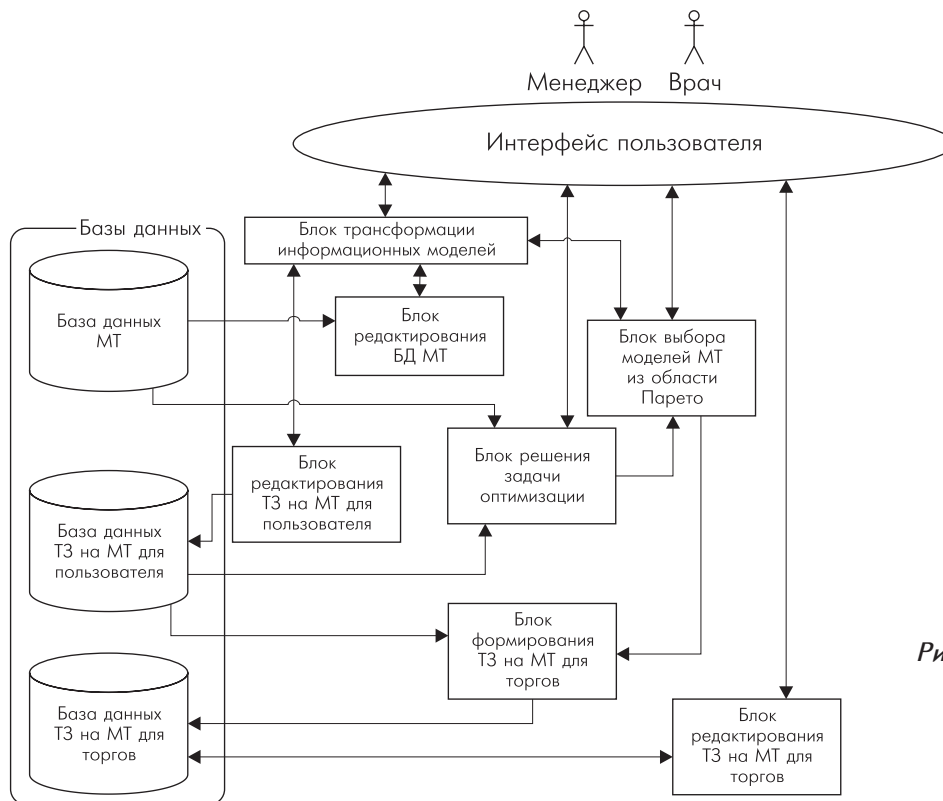 Менеджер Врач
Интерфейс пользователя
Базы данных
Блок трансформации
информационных моделей
База данных
МТ
Блок
редактирования
БД МТ
Блок выбора
моделей МТ
из области
Парето
Блок
редактирования
ТЗ на МТ для
пользователя
Блок решения
задачи
оптимизации
База данных
ТЗ на МТ для
пользователя
Блок
формирования
ТЗ на МТ для
торгов
Ри
База данных
ТЗ на МТ для
торгов
Блок
редактирования
ТЗ на МТ для
торгов